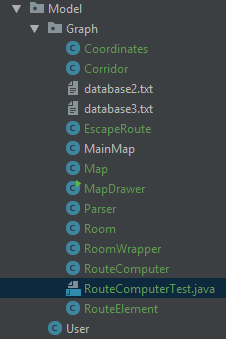 Model
Graph
Coordinates
Corridor
database2.txt
database3.txt
EscapeRoute
MainMap
Map
MapDrawer
Parser
Room
RoomWrapper
RouteComputer
RouteComputerTest.java
RouteElement
User